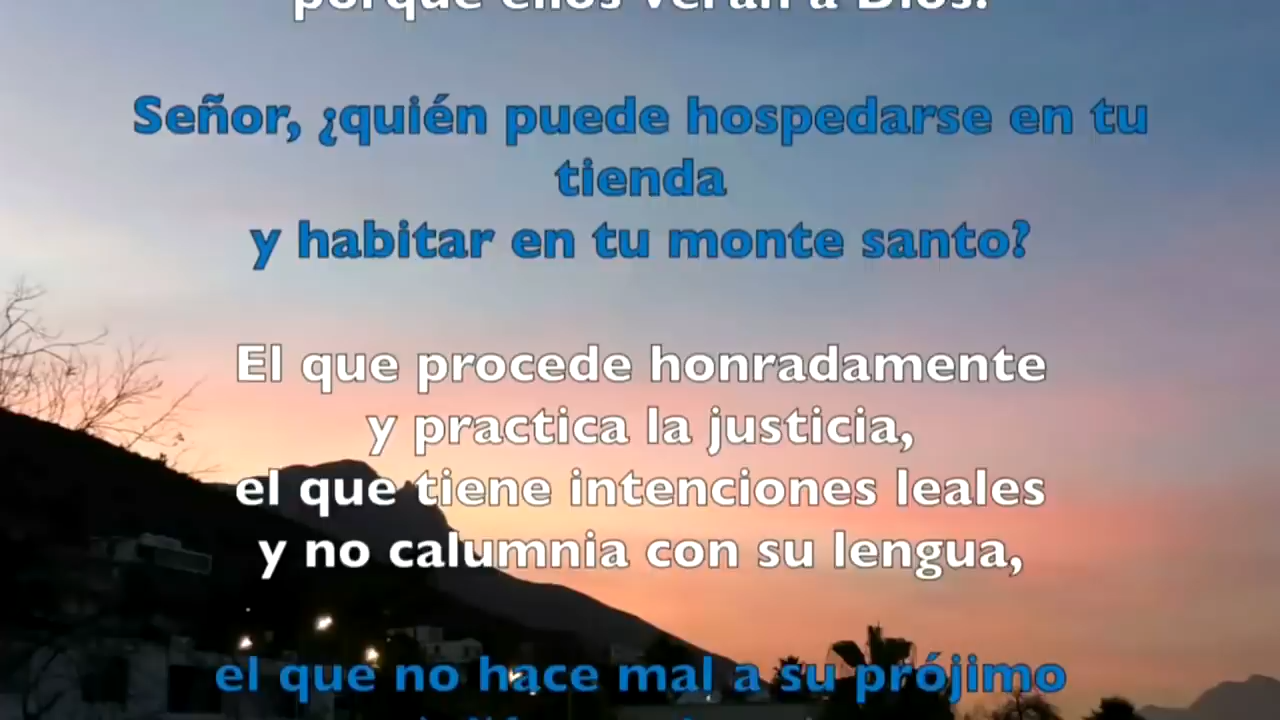 porque ellos verán a Dios.
Señor, ¿quién puede hospedarse en tu
tienda
y habitar en tu monte santo?
El que procede honradamente
y practica la justicia,
el que tiene intenciones leales
y no calumnia con su lengua,
el que no hace mal a su prójimo